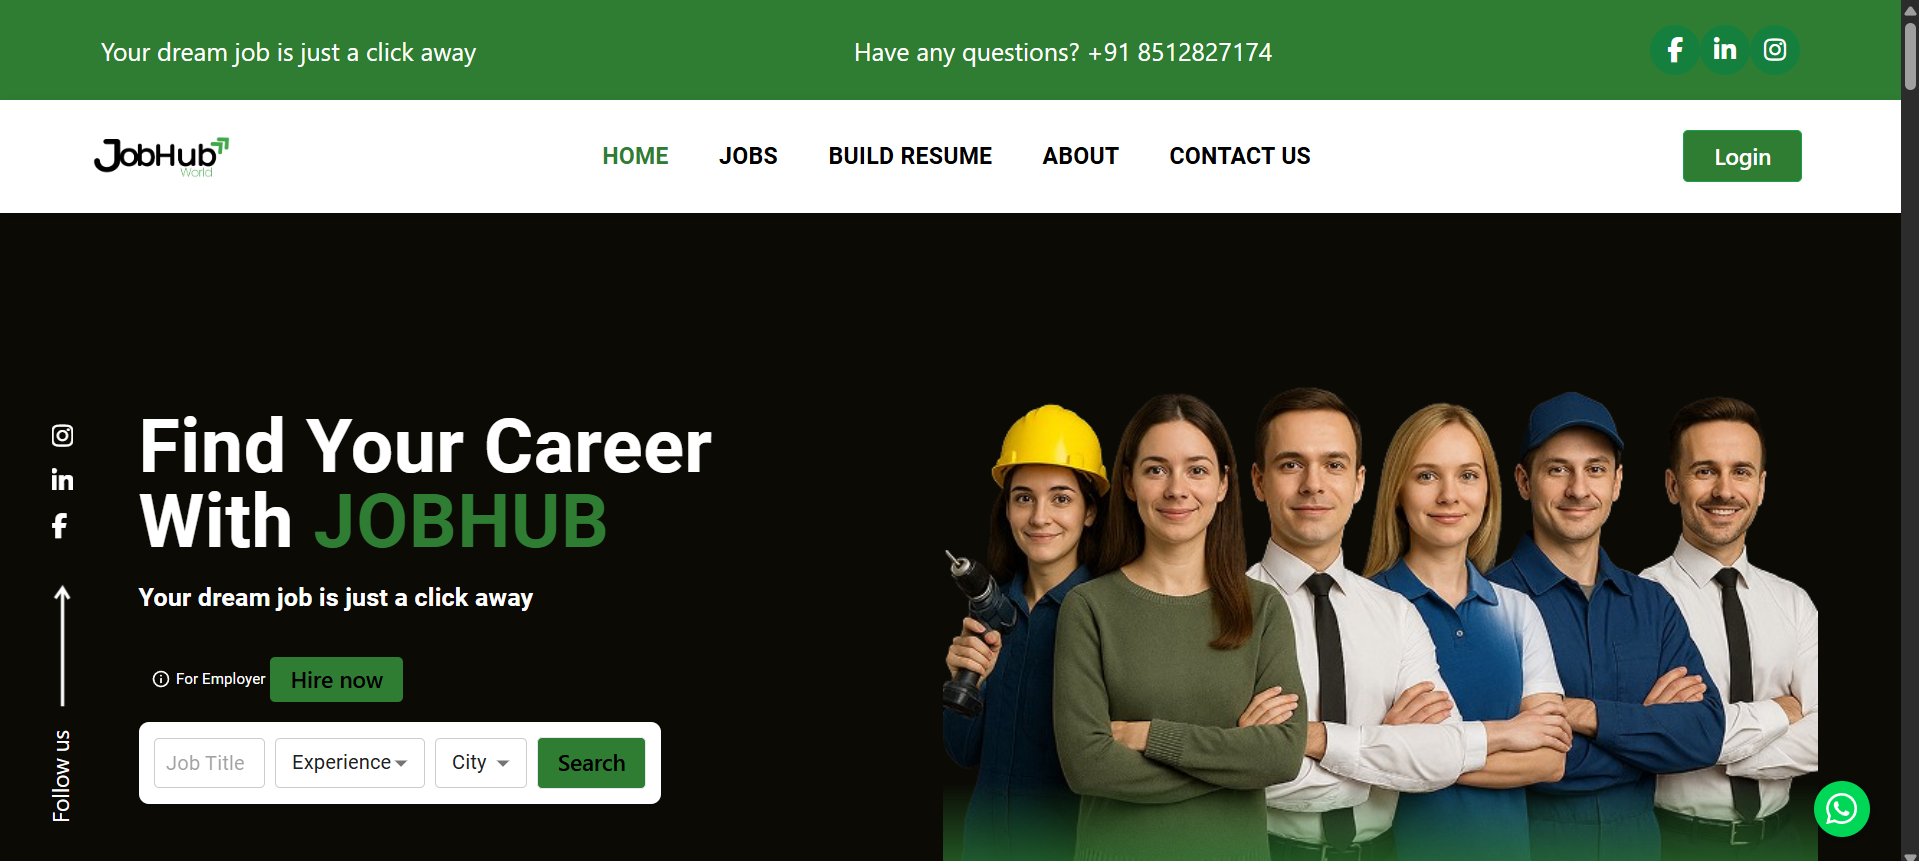 Your dream job is just a click away
Have any questions? +91 8512827174
JobHub
World
HOME
JOBS
BUILD RESUME
ABOUT
CONTACT US
Login
Find Your Career
With JOBHUB
Your dream job is just a click away
For Employer
Hire now
Job Title
Experience
City
Search
Follow us